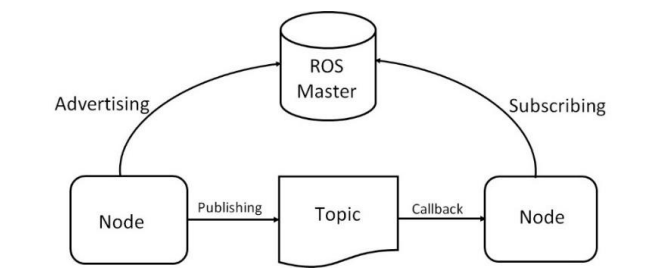 ROS
Master
Advertising
Subscribing
Node
Publishing
Topic
Callback
Node